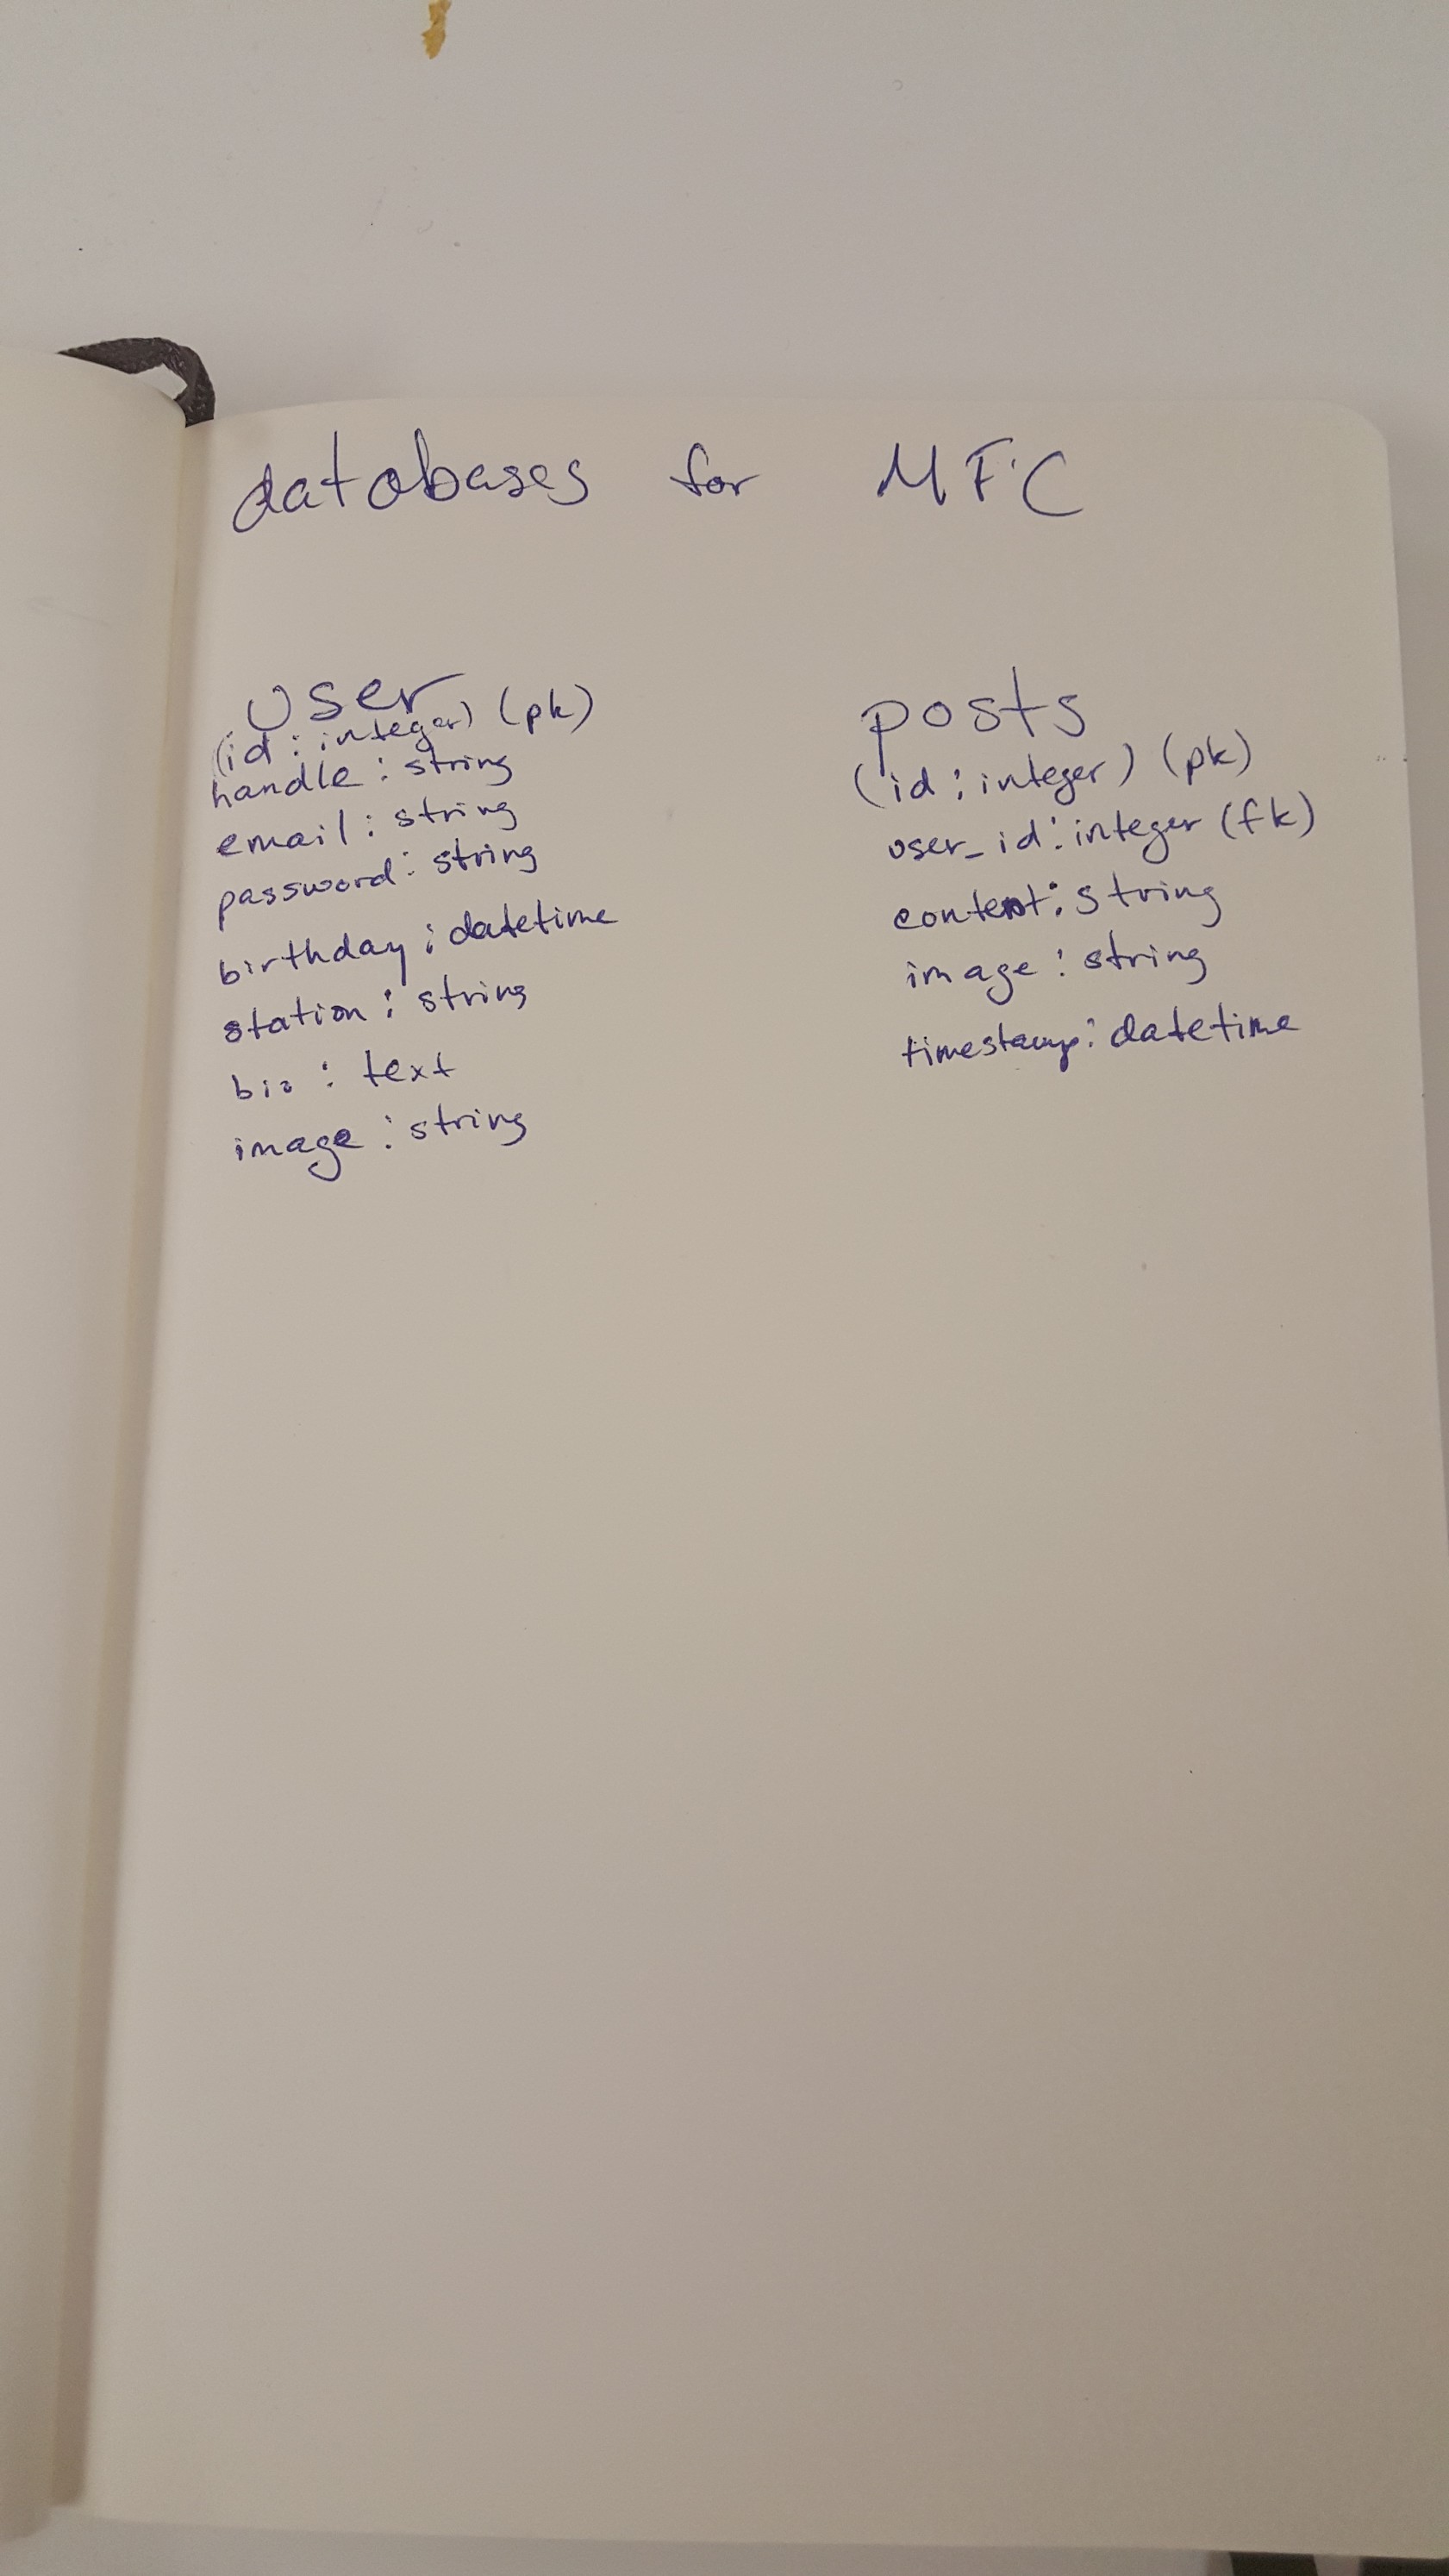 databases for MFC
user
(id : integer) (pk)
handle : string
email : string
password : string
birthday : datetime
station : string
bio : text
image : string
posts
(id : integer) (pk)
user_id : integer (fk)
content : string
image : string
timestamp : datetime